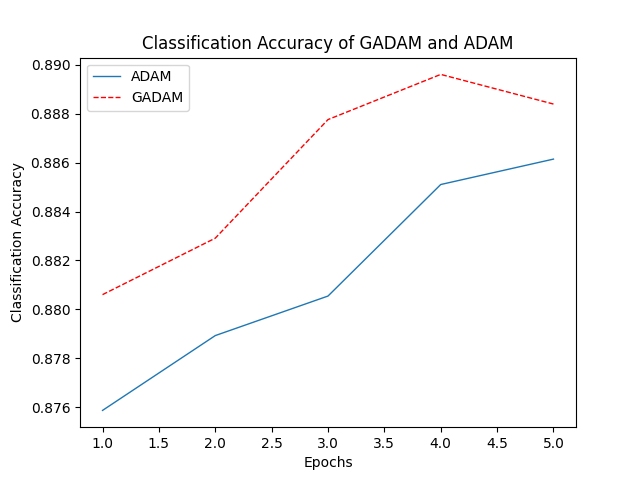 Classification Accuracy of GADAM and ADAM
0.890
0.888
0.886
0.884
0.882
0.880
0.878
0.876
Classification Accuracy
ADAM
GADAM
1.0 1.5 2.0 2.5 3.0 3.5 4.0 4.5 5.0
Epochs